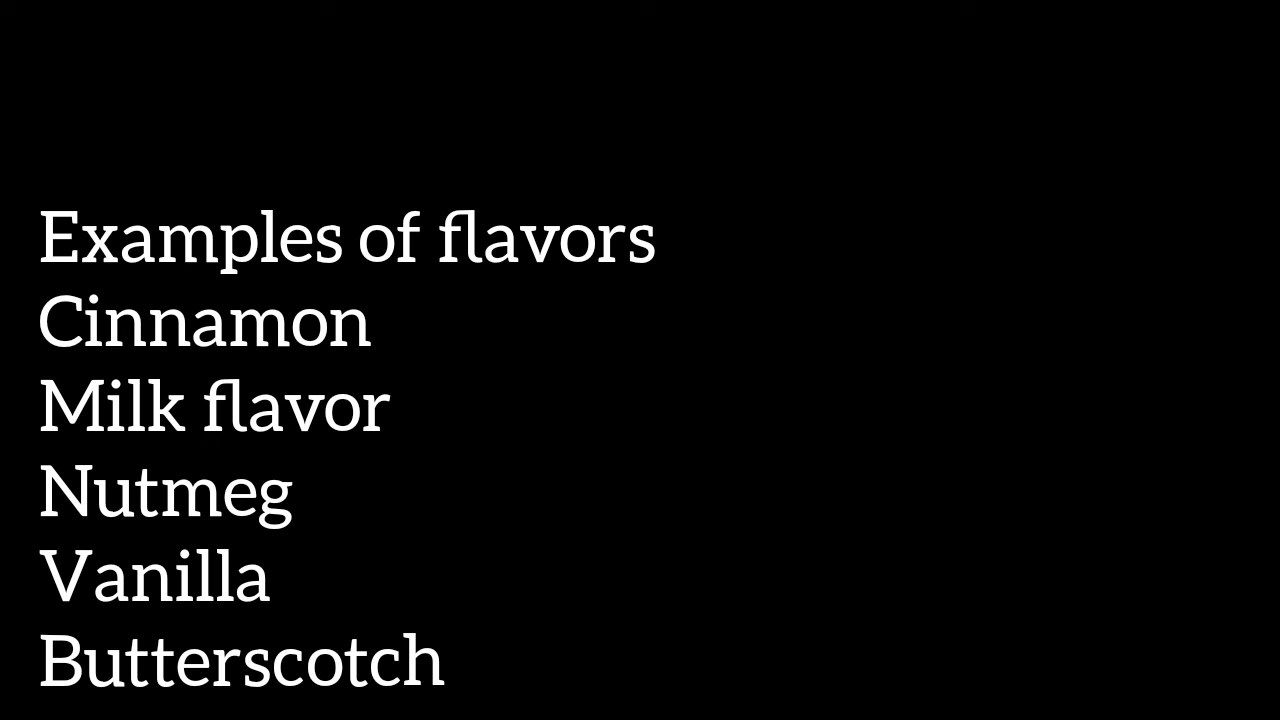 Examples of flavors
Cinnamon
Milk flavor
Nutmeg
Vanilla
Butterscotch